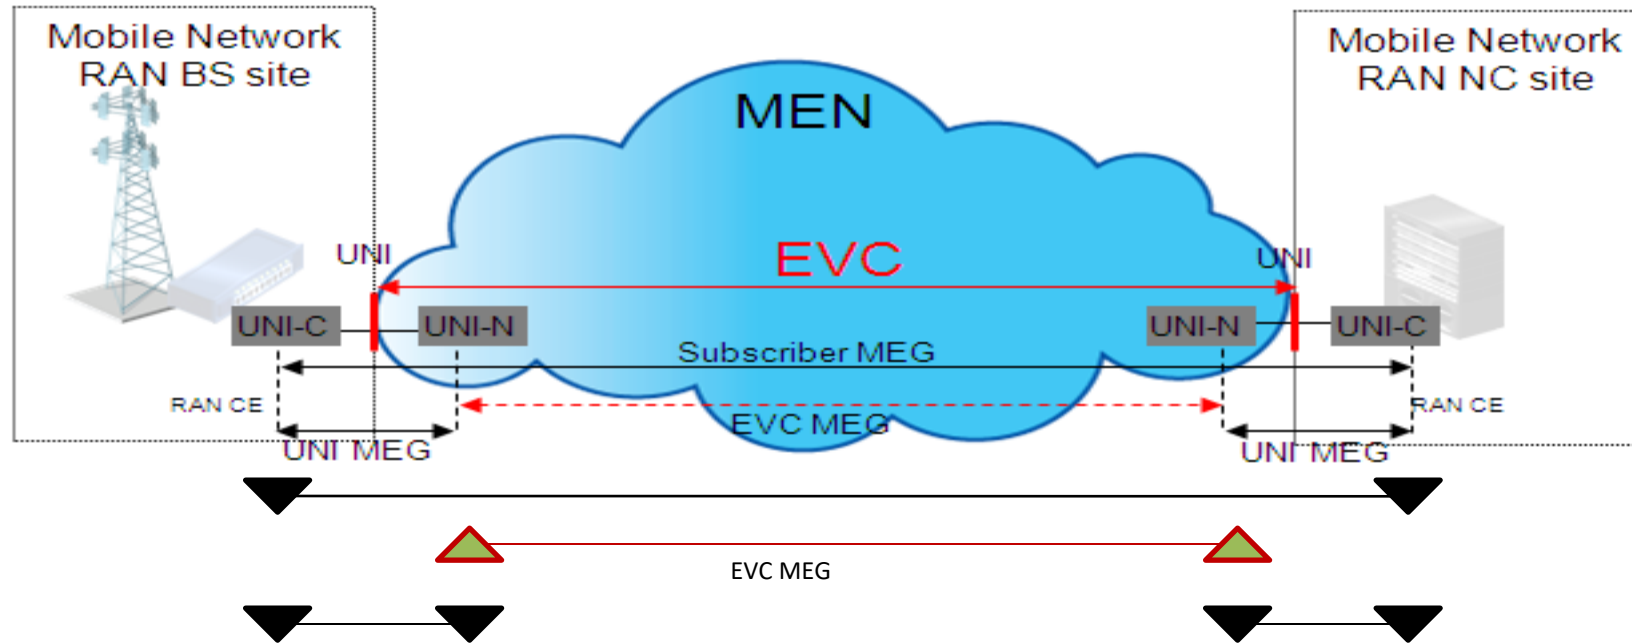 Mobile Network
RAN BS site
Mobile Network
RAN NC site
MEN
UNI
EVC
UNI
UNI-C
UNI-N
UNI-N
UNI-C
Subscriber MEG
RAN CE
RAN CE
EVC MEG
UNI MEG
UNI MEG
EVC MEG